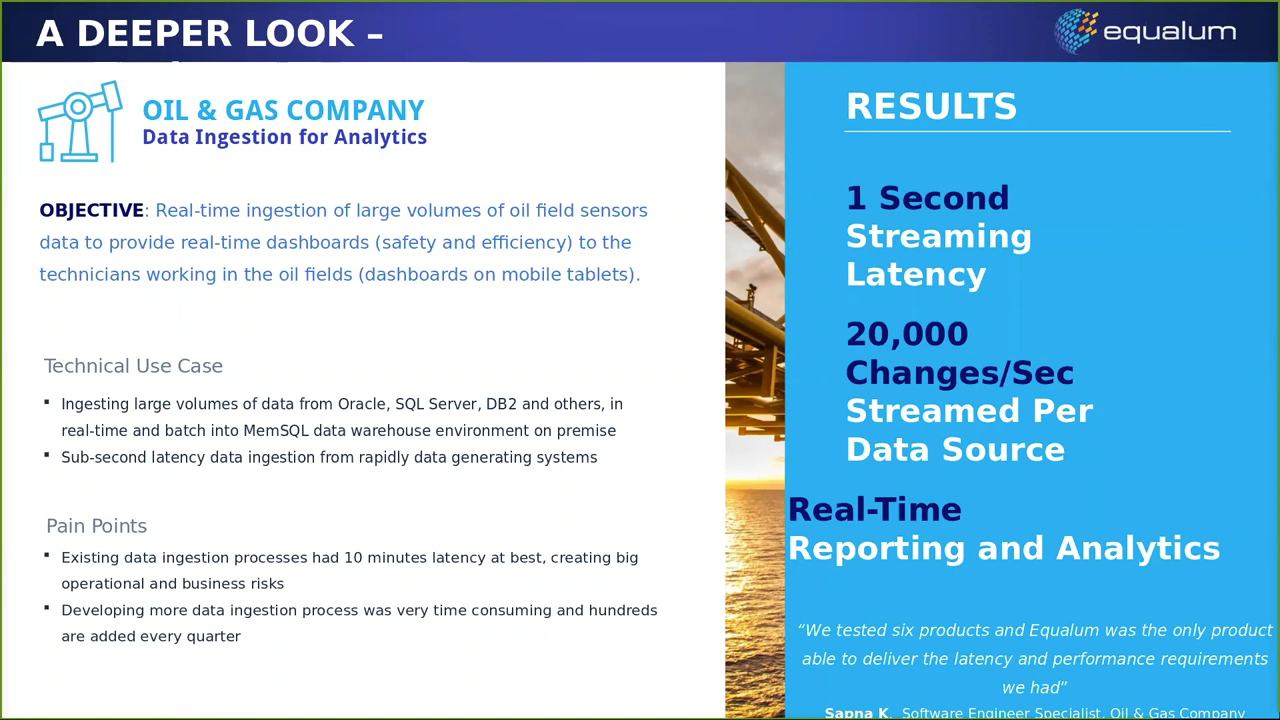 A DEEPER LOOK –
equalum
OIL & GAS COMPANY
Data Ingestion for Analytics
OBJECTIVE: Real-time ingestion of large volumes of oil field sensors
data to provide real-time dashboards (safety and efficiency) to the
technicians working in the oil fields (dashboards on mobile tablets).
Technical Use Case
▪ Ingesting large volumes of data from Oracle, SQL Server, DB2 and others, in
real-time and batch into MemSQL data warehouse environment on premise
▪ Sub-second latency data ingestion from rapidly data generating systems
Pain Points
▪ Existing data ingestion processes had 10 minutes latency at best, creating big
operational and business risks
▪ Developing more data ingestion process was very time consuming and hundreds
are added every quarter
RESULTS
1 Second
Streaming
Latency
20,000
Changes/Sec
Streamed Per
Data Source
Real-Time
Reporting and Analytics
“We tested six products and Equalum was the only product
able to deliver the latency and performance requirements
we had”
Sapna K, Software Engineer Specialist, Oil & Gas Company